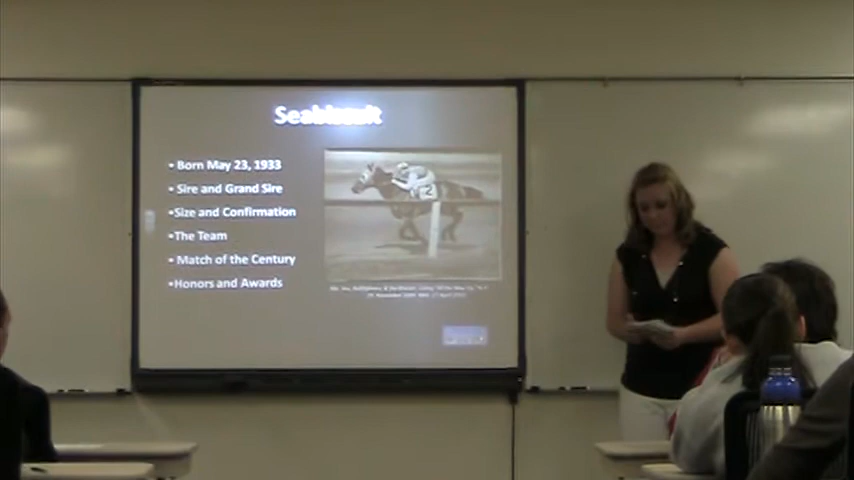 Seabiscuit
•Born May 23, 1933
•Sire and Grand Sire
•Size and Confirmation
•The Team
•Match of the Century
•Honors and Awards
2